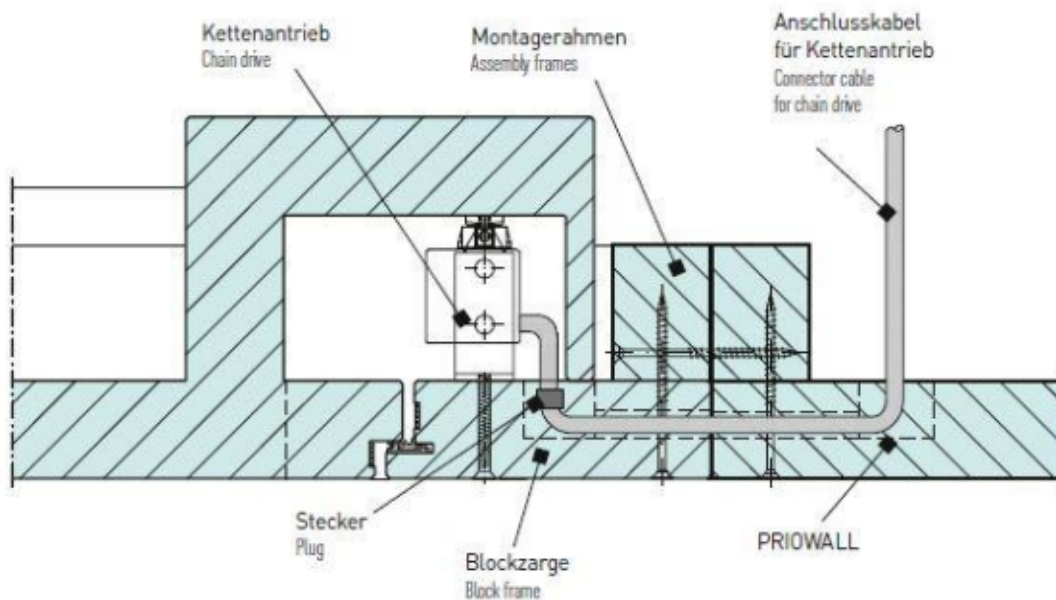 Kettenantrieb
Chain drive
Montagerahmen
Assembly frames
Anschlusskabel
für Kettenantrieb
Connector cable
for chain drive
Stecker
Plug
Blockzarge
Block frame
PRIOWALL